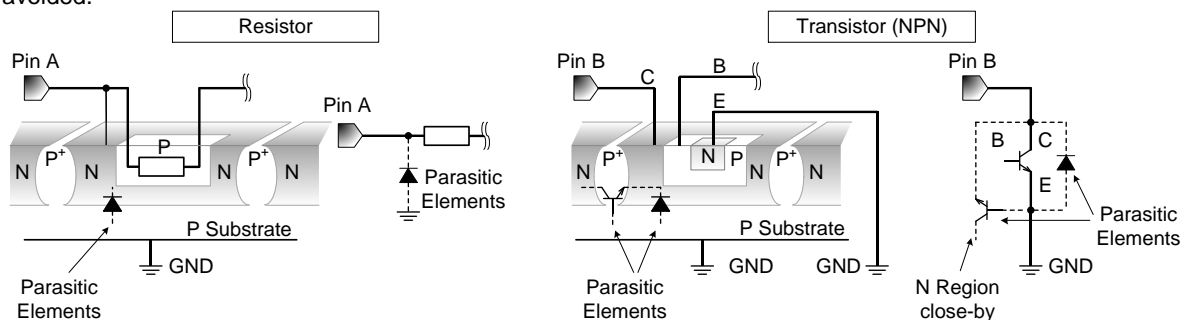 avoided.
Resistor
Transistor (NPN)
Pin A
Pin A
P
N
P+
N
N
P+
N
Parasitic
Elements
P Substrate
GND
Parasitic
Elements
Pin B
C
B
E
N
P+
N
N
P
N
P+
N
P Substrate
GND
GND
Parasitic
Elements
Pin B
B
C
E
Parasitic
Elements
GND
N Region
close-by